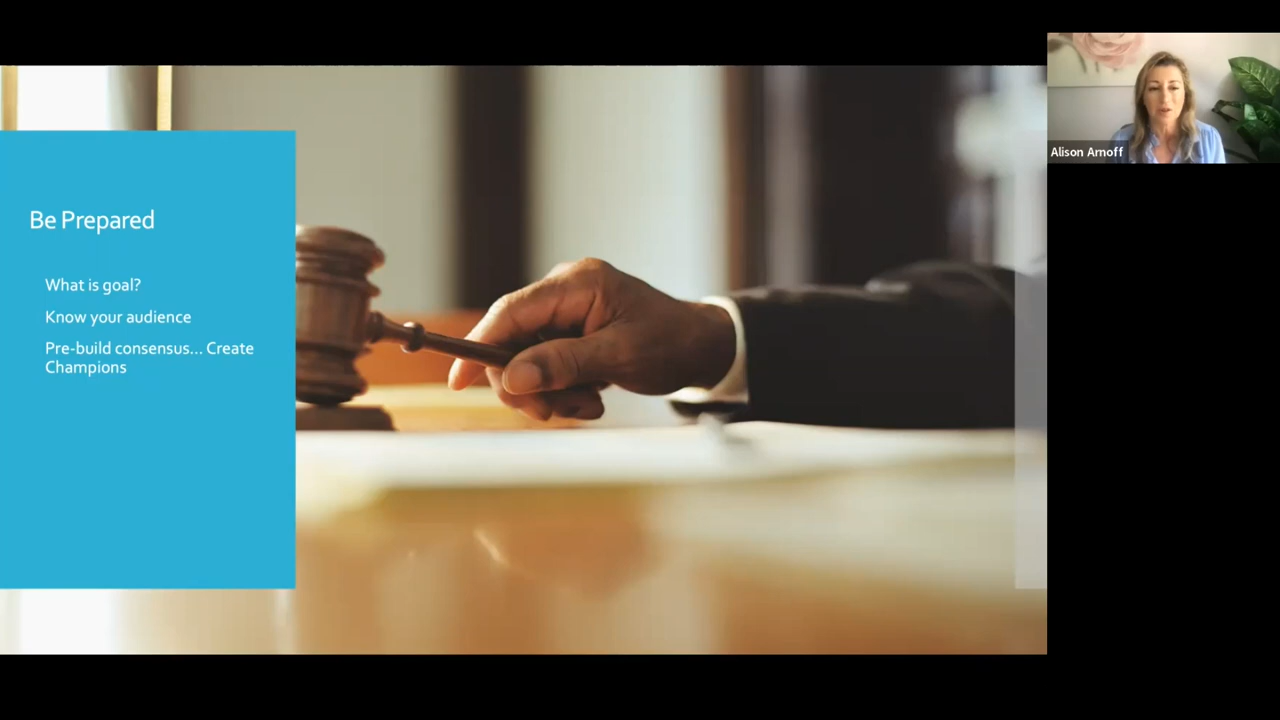 Be Prepared
What is goal?
Know your audience
Pre-build consensus... Create
Champions
Alison Arnoff